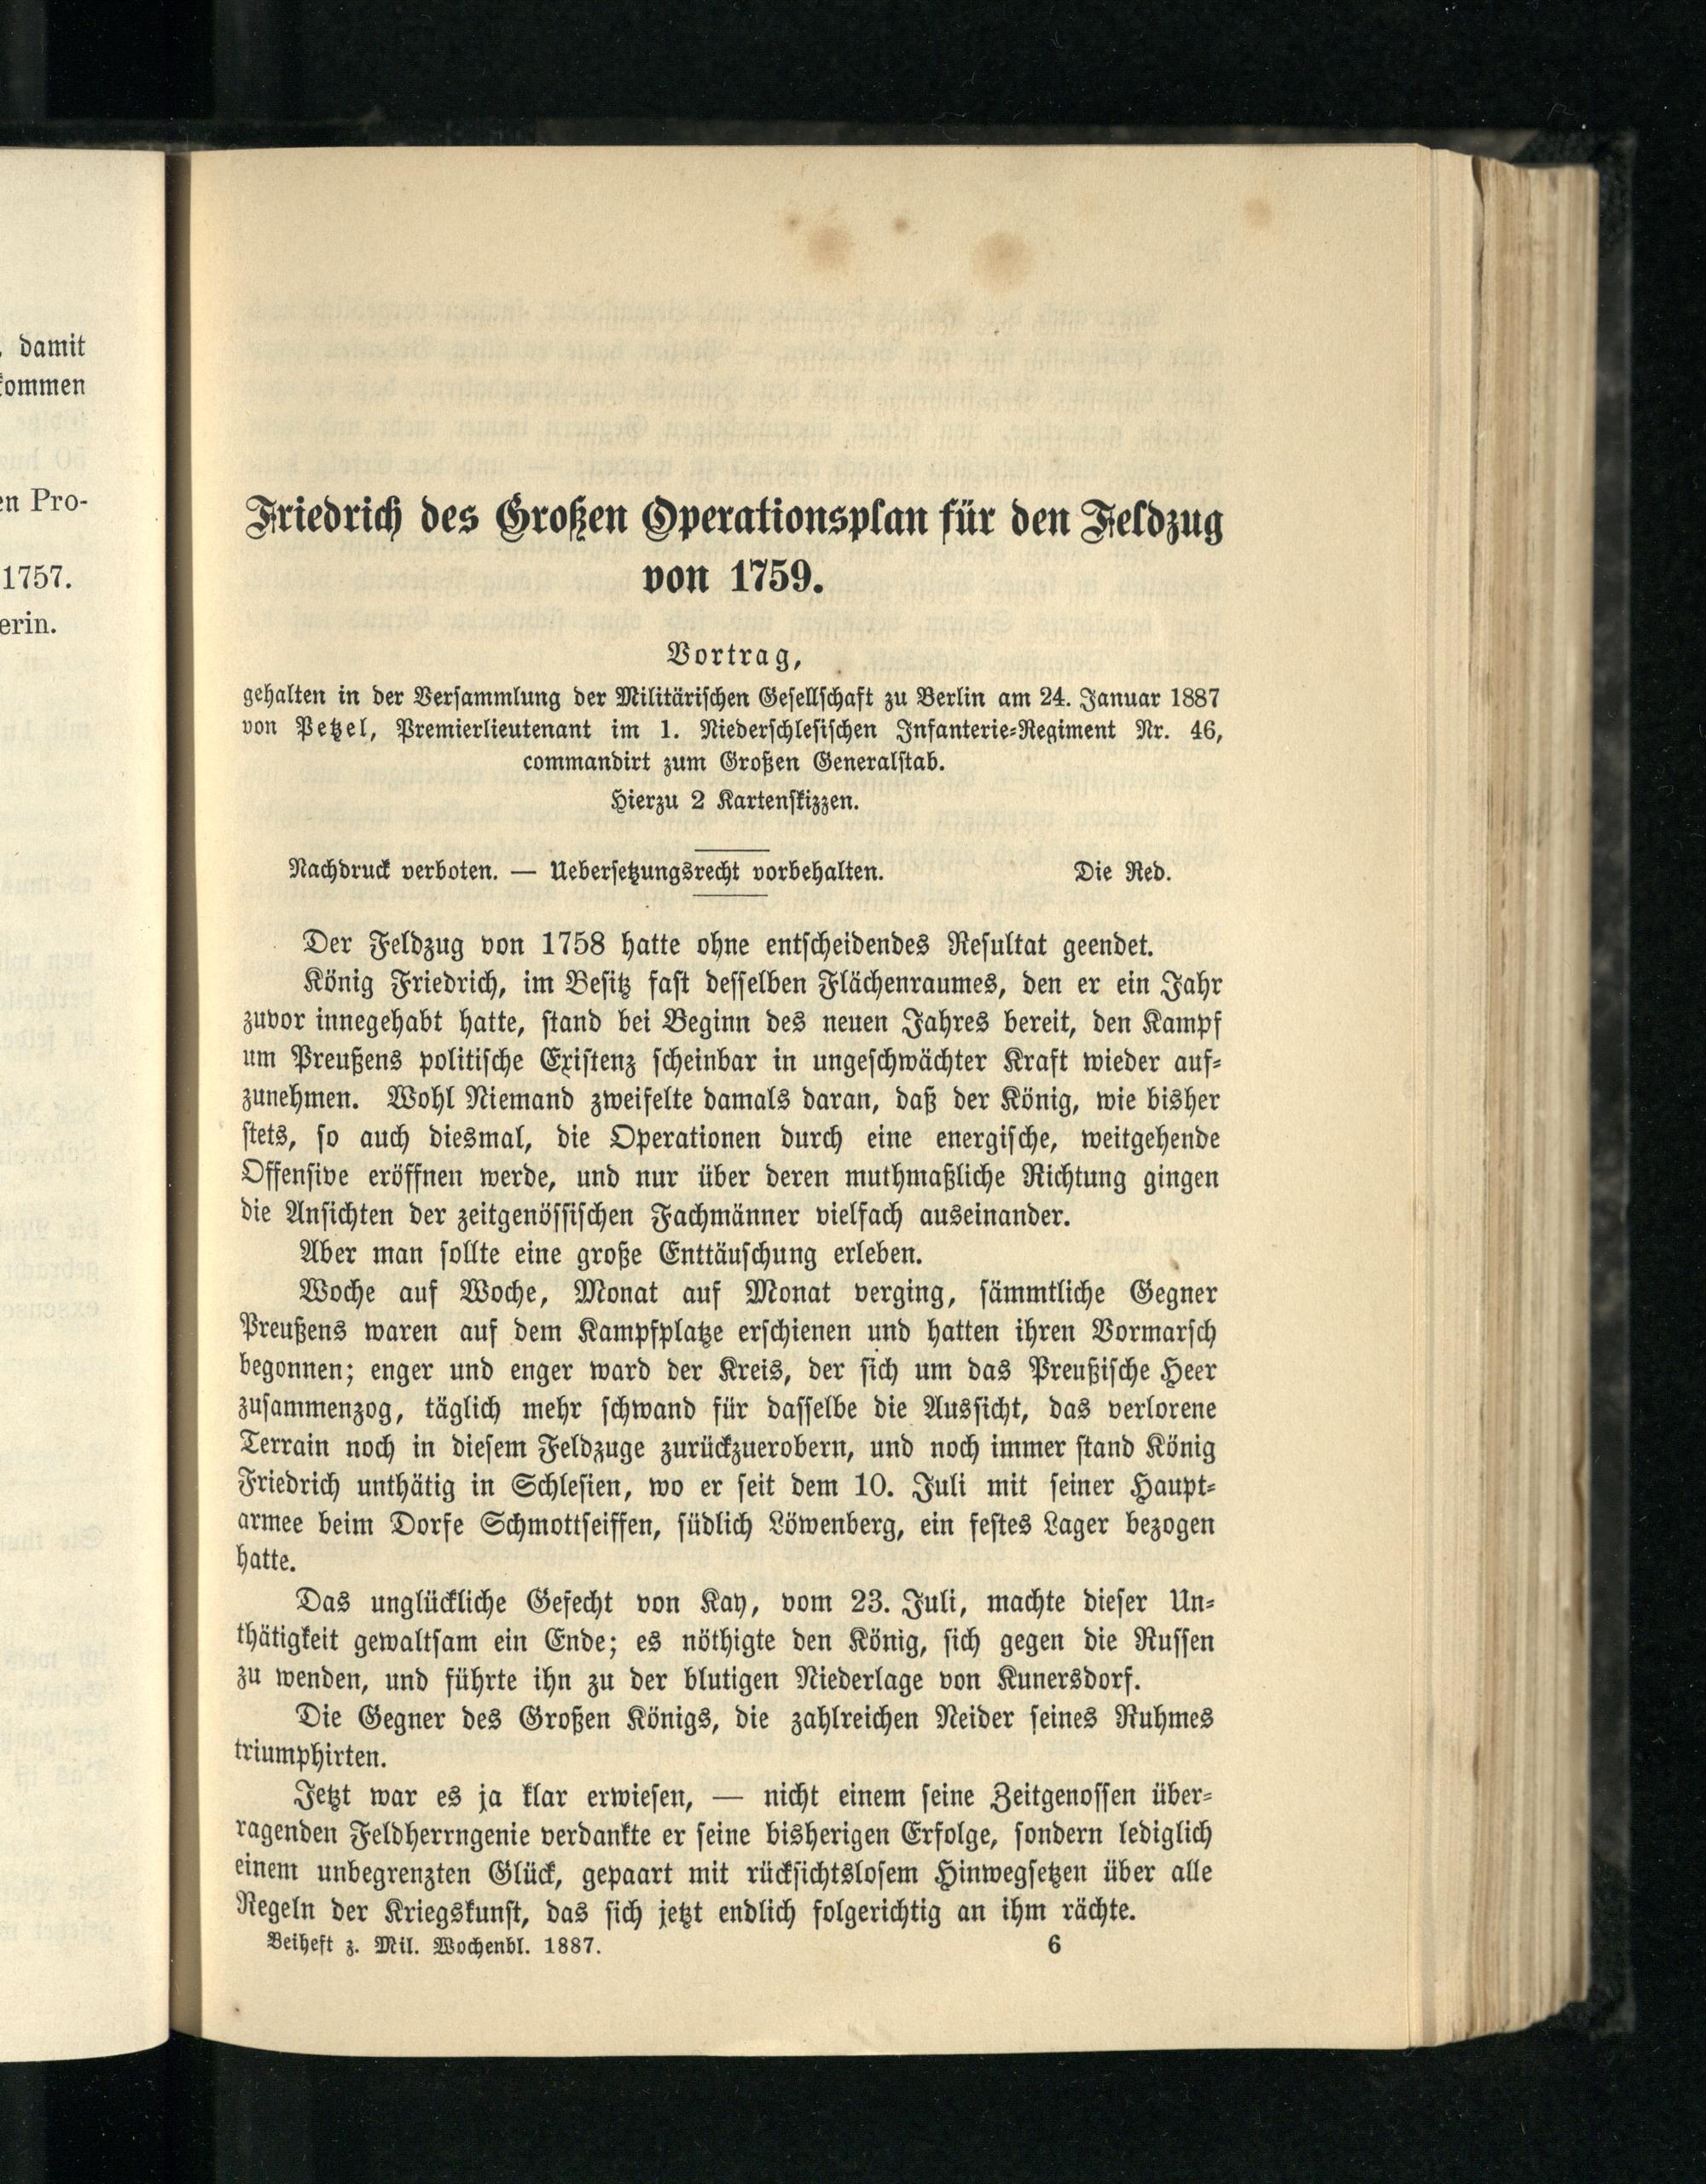 damit
kommen
en Pro-
1757.
erin.
Friedrich des Großen Operationsplan für den Feldzug
von 1759.
Vortrag,
gehalten in der Versammlung der Militärischen Gesellschaft zu Berlin am 24. Januar 1887
von Petzel, Premierlieutenant im 1. Niederschlesischen Infanterie-Regiment Nr. 46,
commandirt zum Großen Generalstab.
Hierzu 2 Kartenskizzen.
Nachdruck verboten. — Uebersetzungsrecht vorbehalten. Die Red.
Der Feldzug von 1758 hatte ohne entscheidendes Resultat geendet.
König Friedrich, im Besitz fast desselben Flächenraumes, den er ein Jahr
zuvor innegehabt hatte, stand bei Beginn des neuen Jahres bereit, den Kampf
um Preußens politische Existenz scheinbar in ungeschwächter Kraft wieder auf-
zunehmen. Wohl Niemand zweifelte damals daran, daß der König, wie bisher
stets, so auch diesmal, die Operationen durch eine energische, weitgehende
Offensive eröffnen werde, und nur über deren muthmaßliche Richtung gingen
die Ansichten der zeitgenössischen Fachmänner vielfach auseinander.
Aber man sollte eine große Enttäuschung erleben.
Woche auf Woche, Monat auf Monat verging, sämmtliche Gegner
Preußens waren auf dem Kampfplatze erschienen und hatten ihren Vormarsch
begonnen; enger und enger ward der Kreis, der sich um das Preußische Heer
zusammenzog, täglich mehr schwand für dasselbe die Aussicht, das verlorene
Terrain noch in diesem Feldzuge zurückzuerobern, und noch immer stand König
Friedrich unthätig in Schlesien, wo er seit dem 10. Juli mit seiner Haupt-
armee beim Dorfe Schmottseiffen, südlich Löwenberg, ein festes Lager bezogen
hatte.
Das unglückliche Gefecht von Kay, vom 23. Juli, machte dieser Un-
thätigkeit gewaltsam ein Ende; es nöthigte den König, sich gegen die Russen
zu wenden, und führte ihn zu der blutigen Niederlage von Kunersdorf.
Die Gegner des Großen Königs, die zahlreichen Neider seines Ruhmes
triumphirten.
Jetzt war es ja klar erwiesen, — nicht einem seine Zeitgenossen über-
ragenden Feldherrngenie verdankte er seine bisherigen Erfolge, sondern lediglich
einem unbegrenzten Glück, gepaart mit rücksichtslosem Hinwegsetzen über alle
Regeln der Kriegskunst, das sich jetzt endlich folgerichtig an ihm rächte.
Beiheft z. Mil. Wochenbl. 1887. 6